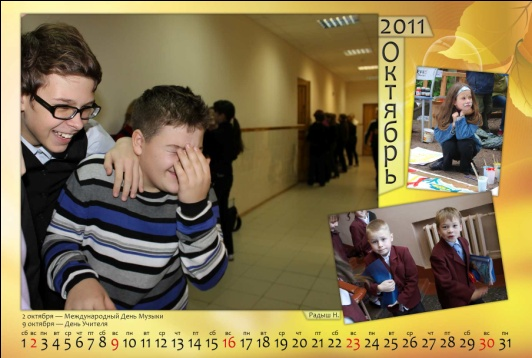 2011
Октябрь
Радыш Н.
2 октября — Международный День Музыки
9 октября — День Учителя
сб вс пн вт ср чт пт сб вс пн вт ср чт пт сб вс пн вт ср чт пт сб вс пн вт ср чт пт сб вс пн
1 2 3 4 5 6 7 8 9 10 11 12 13 14 15 16 17 18 19 20 21 22 23 24 25 26 27 28 29 30 31